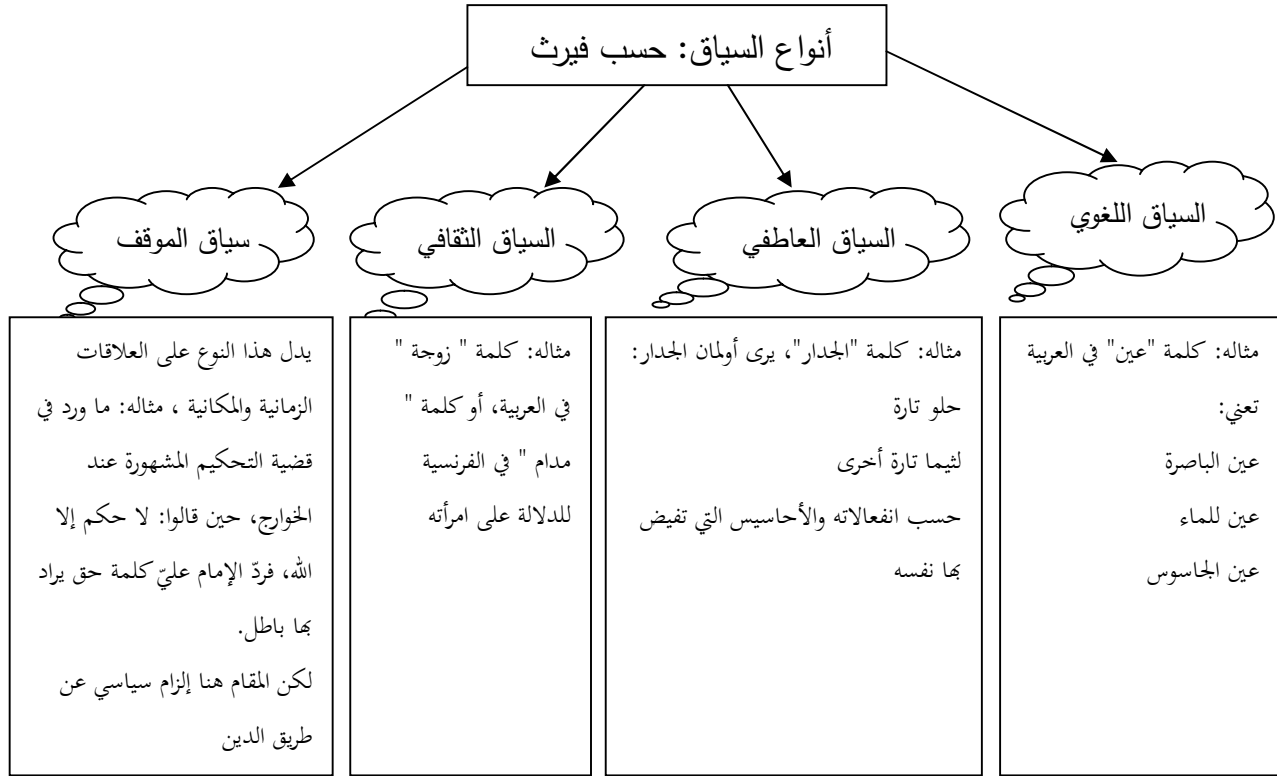 أنواع السياق: حسب فيرث
السياق اللغوي
السياق العاطفي
السياق الثقافي
سياق الموقف
مثاله: كلمة "عين" في العربية
تعني:
عين الباصرة
عين للماء
عين الجاسوس
مثاله: كلمة "الجدار"، يرى أولمان الجدار:
حلو تارة
لثيما تارة أخرى
حسب انفعالاته والأحاسيس التي تفيض
بها نفسه
مثاله: كلمة " زوجة "
في العربية، أو كلمة "
مدام " في الفرنسية
للدلالة على امرأته
يدل هذا النوع على العلاقات
الزمانية والمكانية ، مثاله: ما ورد في
قضية التحكيم المشهورة عند
الخوارج، حين قالوا: لا حكم إلا
الله، فردّ الإمام عليّ كلمة حق يراد
بها باطل.
لكن المقام هنا إلزام سياسي عن
طريق الدين